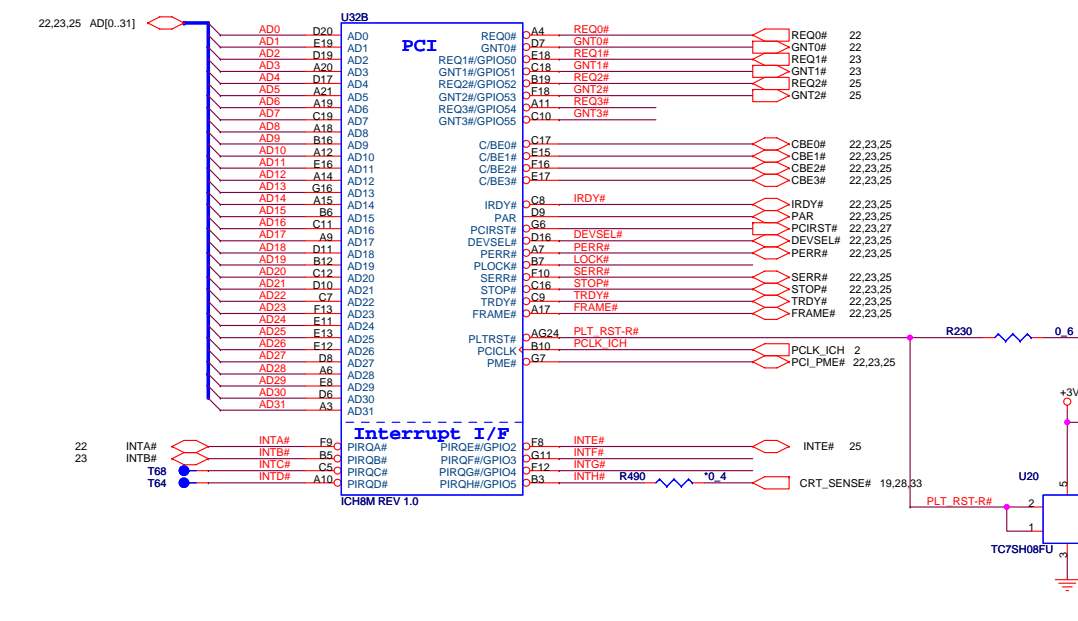 22,23,25 AD[0..31]
U32B
PCI
AD0 D20 AD0
AD1 E19 AD1
AD2 D19 AD2
AD3 A20 AD3
AD4 D17 AD4
AD5 A21 AD5
AD6 A19 AD6
AD7 C19 AD7
AD8 A18 AD8
AD9 B16 AD9
AD10 A12 AD10
AD11 E16 AD11
AD12 A14 AD12
AD13 G16 AD13
AD14 A15 AD14
AD15 B6 AD15
AD16 C11 AD16
AD17 A9 AD17
AD18 D11 AD18
AD19 B12 AD19
AD20 C12 AD20
AD21 D10 AD21
AD22 C7 AD22
AD23 F13 AD23
AD24 E11 AD24
AD25 E13 AD25
AD26 E12 AD26
AD27 D8 AD27
AD28 A6 AD28
AD29 E8 AD29
AD30 D6 AD30
AD31 A3 AD31
REQ0# A4 REQ0# REQ0# 22
GNT0# D7 GNT0# GNT0# 22
REQ1#/GPIO50 E18 REQ1# REQ1# 23
GNT1#/GPIO51 C18 GNT1# GNT1# 23
REQ2#/GPIO52 B19 REQ2# REQ2# 25
GNT2#/GPIO53 F18 GNT2# GNT2# 25
REQ3#/GPIO54 A11 REQ3#
GNT3#/GPIO55 C10 GNT3#
C/BE0# C17 CBE0# 22,23,25
C/BE1# E15 CBE1# 22,23,25
C/BE2# F16 CBE2# 22,23,25
C/BE3# E17 CBE3# 22,23,25
IRDY# C8 IRDY# IRDY# 22,23,25
PAR D9 PAR 22,23,25
PCIRST# G6 PCIRST# 22,23,27
DEVSEL# D16 DEVSEL# DEVSEL# 22,23,25
PERR# A7 PERR# PERR# 22,23,25
PLOCK# B7 LOCK#
SERR# F10 SERR# SERR# 22,23,25
STOP# C16 STOP# STOP# 22,23,25
TRDY# C9 TRDY# TRDY# 22,23,25
FRAME# A17 FRAME# FRAME# 22,23,25
PLTRST# AG24 PLT_RST-R# R230 0_6
PCICLK B10 PCLK_ICH PCLK_ICH 2
PME# G7 PCI_PME# 22,23,25
Interrupt I/F
22 INTA# INTA# F9 PIRQA# PIRQE#/GPIO2 F8 INTE# INTE# 25
23 INTB# INTB# B5 PIRQB# PIRQF#/GPIO3 G11 INTF#
T68 INTC# C5 PIRQC# PIRQG#/GPIO4 F12 INTG#
T64 INTD# A10 PIRQD# PIRQH#/GPIO5 B3 INTH# R490 *0_4 CRT_SENSE# 19,28,33
ICH8M REV 1.0
+3V
U20
5
PLT_RST-R# 2
1
TC7SH08FU
3